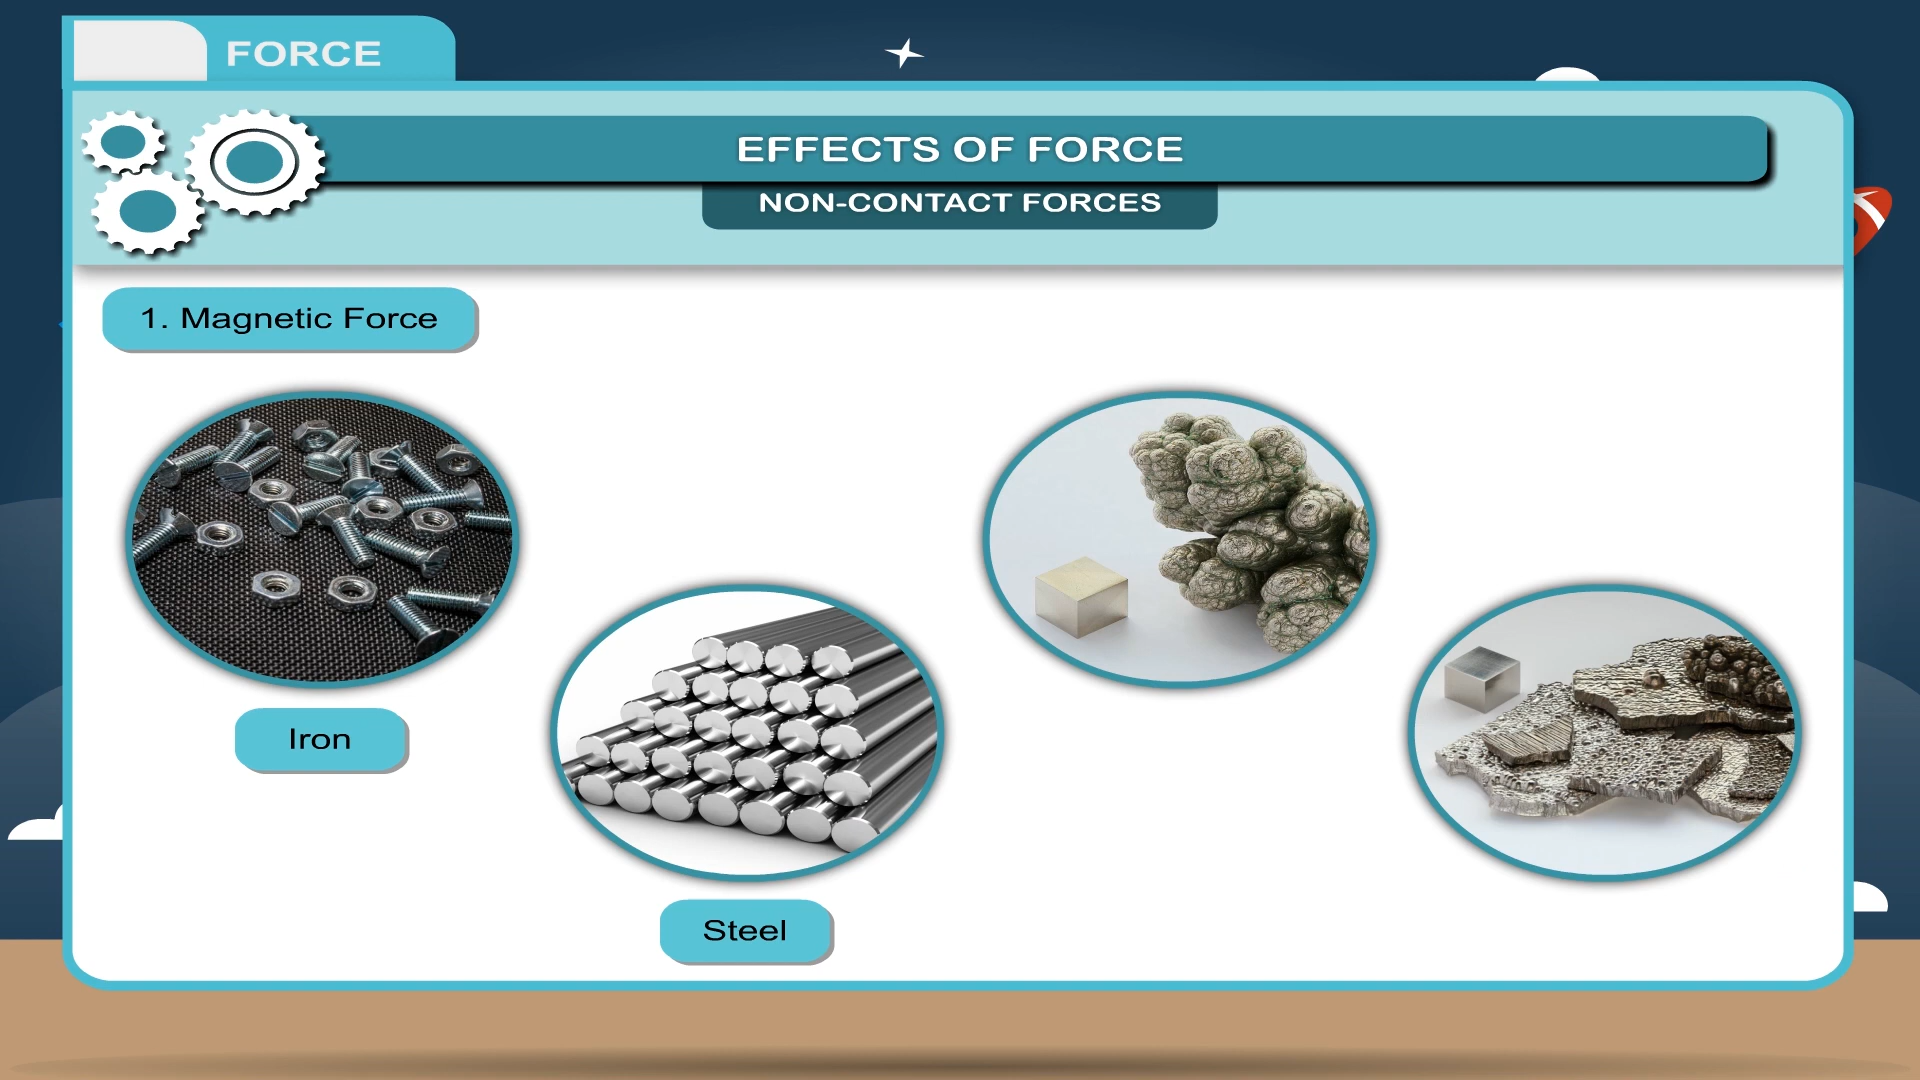 FORCE
EFFECTS OF FORCE
NON-CONTACT FORCES
1. Magnetic Force
Iron
Steel